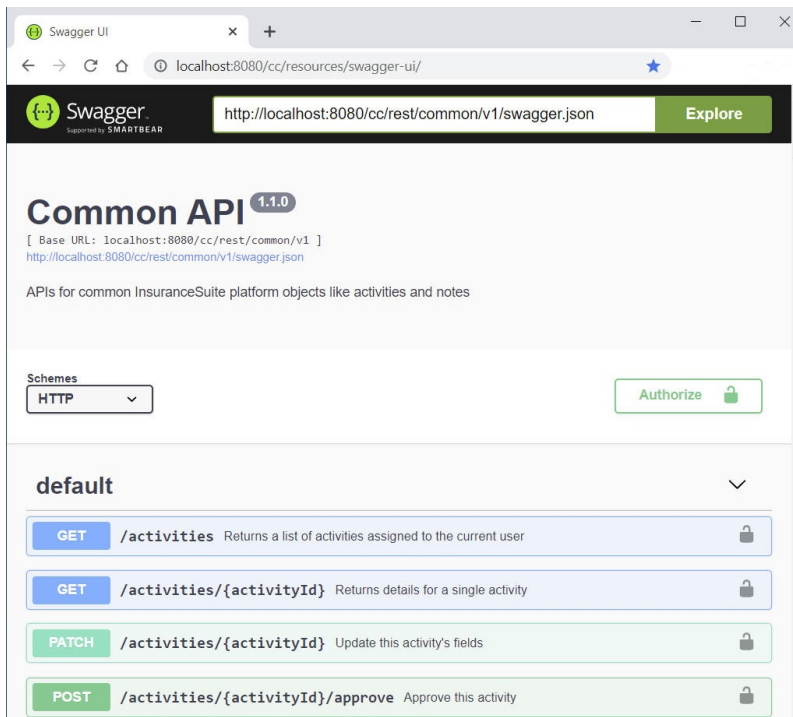 Swagger UI
localhost:8080/cc/resources/swagger-ui/
{··} Swagger.
Supported by SMARTBEAR
http://localhost:8080/cc/rest/common/v1/swagger.json
Explore
Common API 1.1.0
[ Base URL: localhost:8080/cc/rest/common/v1 ]
http://localhost:8080/cc/rest/common/v1/swagger.json
APIs for common InsuranceSuite platform objects like activities and notes
Schemes
HTTP
Authorize
default
GET /activities Returns a list of activities assigned to the current user
GET /activities/{activityId} Returns details for a single activity
PATCH /activities/{activityId} Update this activity's fields
POST /activities/{activityId}/approve Approve this activity